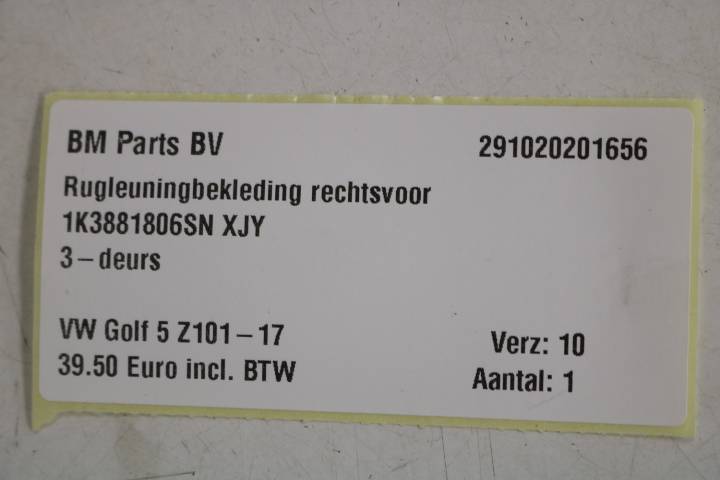 BM Parts BV 291020201656
Rugleuningbekleding rechtsvoor
1K3881806SN XJY
3-deurs
VW Golf 5 Z101-17 Verz: 10
39.50 Euro incl. BTW Aantal: 1